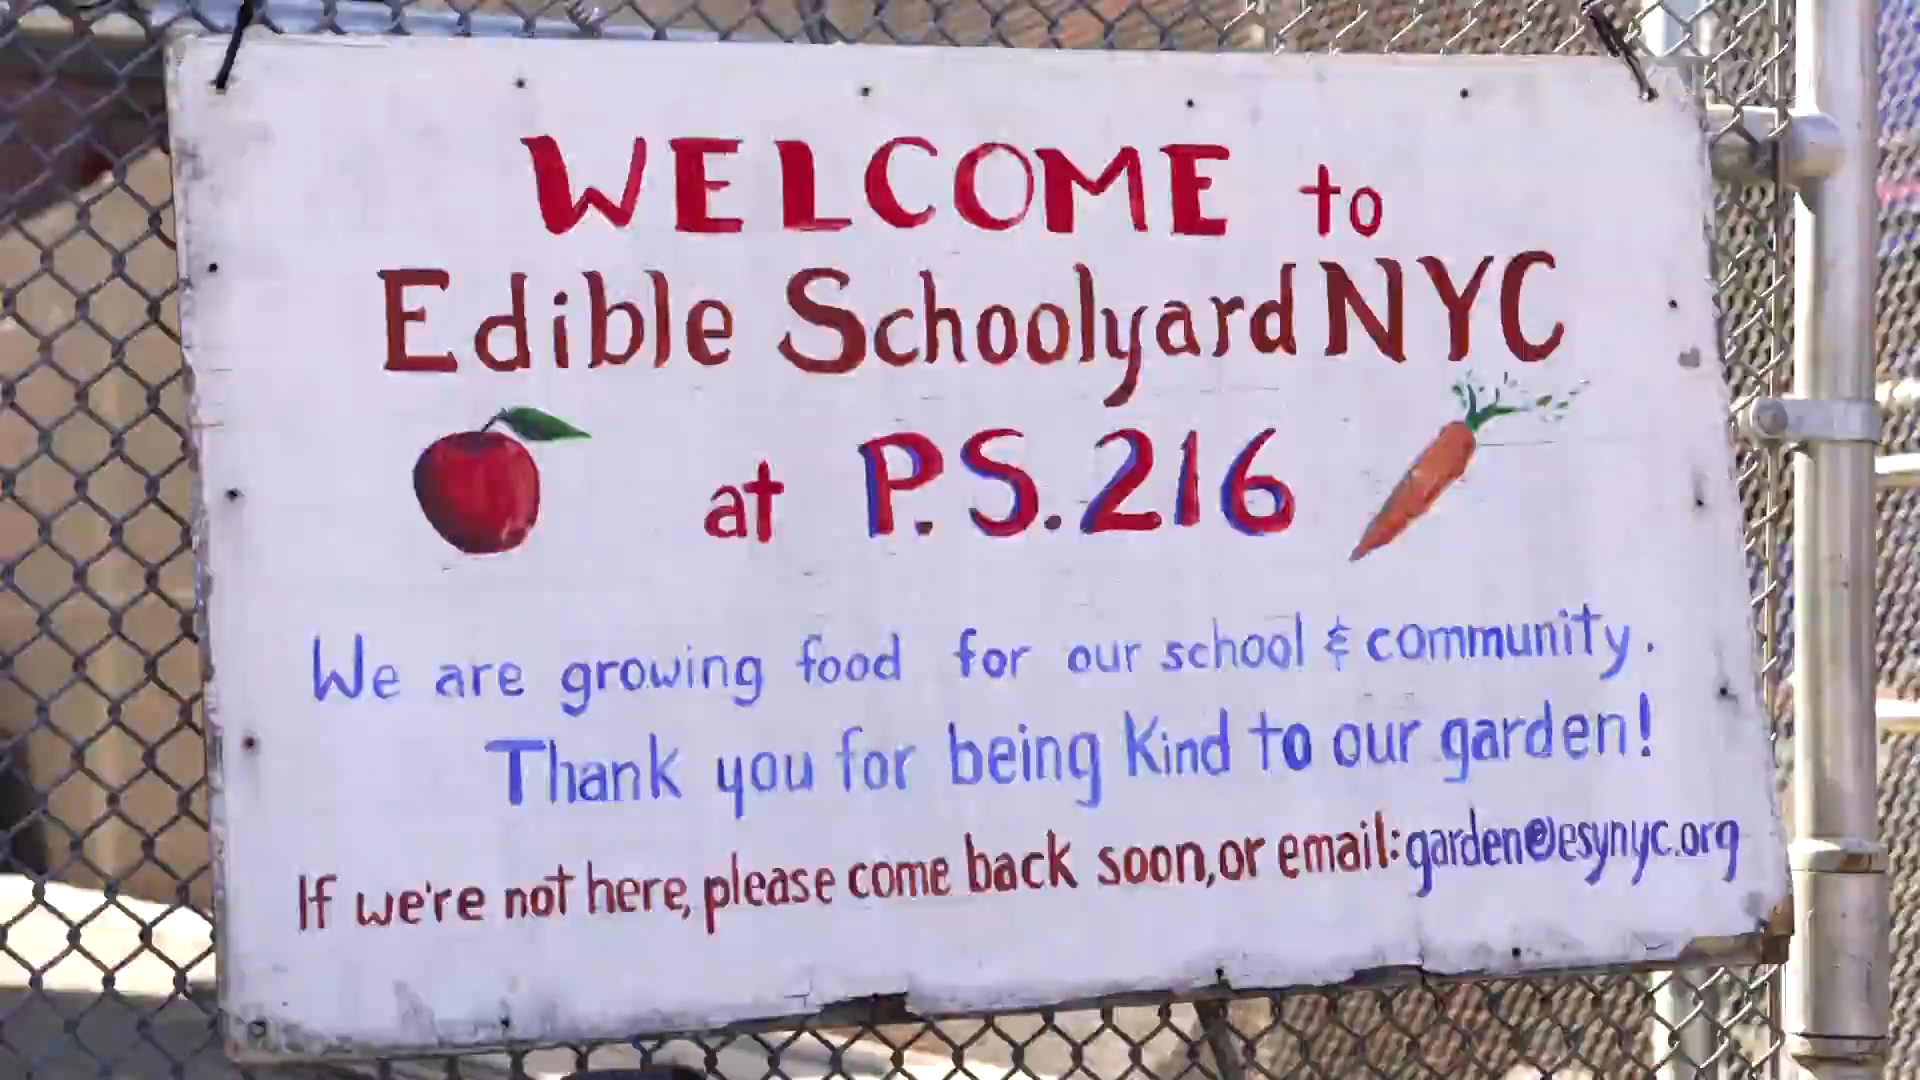 WELCOME to
Edible Schoolyard NYC
at P.S. 216
We are growing food for our school & community.
Thank you for being Kind to our garden!
If we're not here, please come back soon, or email: garden@esynyc.org